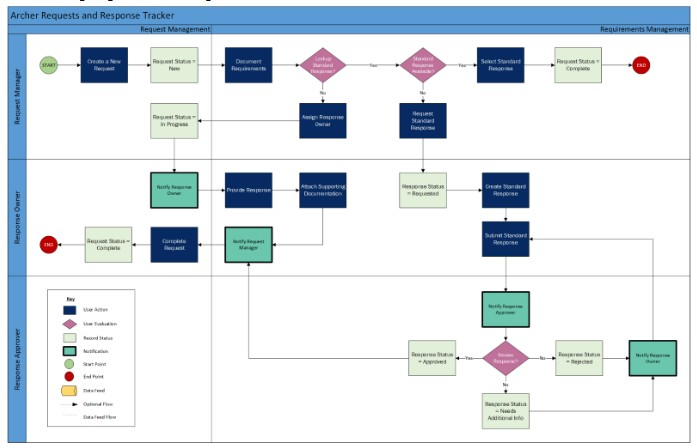 Archer Requests and Response Tracker
Request Management
Requirements Management
Request Manager
START
Create a New
Request
Request Status =
New
Document
Requirements
Lookup
Standard
Response?
Yes
Standard
Response
Available?
Yes
Select Standard
Response
Request Status =
Complete
END
No
No
Request Status =
In Progress
Assign Response
Owner
Request
Standard
Response
Response Owner
Notify Response
Owner
Provide Response
Attach Supporting
Documentation
Response Status
= Requested
Create Standard
Response
END
Request Status =
Complete
Complete
Request
Notify Request
Manager
Submit Standard
Response
Response Approver
Key
User Action
User Evaluation
Record Status
Notification
Start Point
End Point
Data Feed
Optional Flow
Data Feed Flow
Notify Response
Approver
Response Status
= Approved
Yes
Review
Response?
No
Response Status
= Rejected
Notify Response
Owner
No
Response Status
= Needs
Additional Info